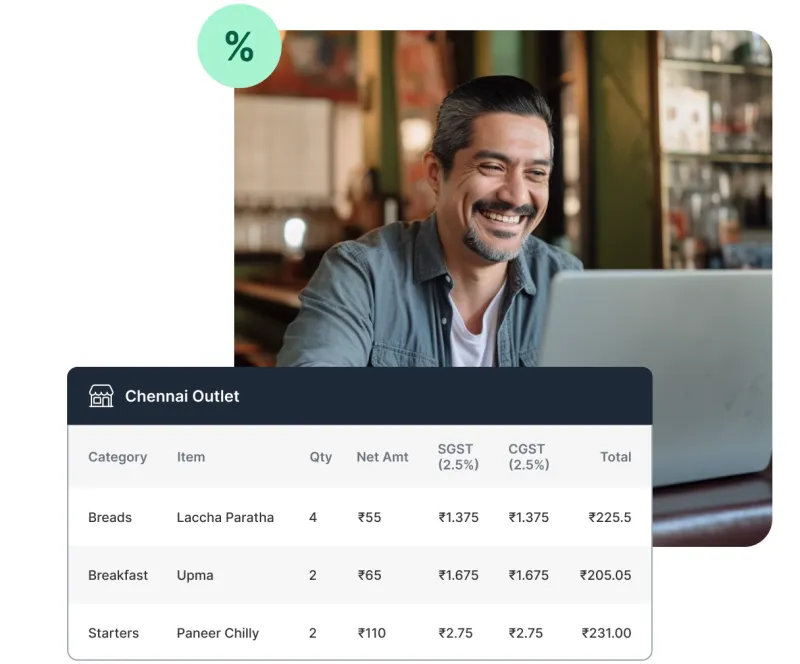 %
Chennai Outlet
Category Item Qty Net Amt SGST (2.5%) CGST (2.5%) Total
Breads Laccha Paratha 4 ₹55 ₹1.375 ₹1.375 ₹225.5
Breakfast Upma 2 ₹65 ₹1.675 ₹1.675 ₹205.05
Starters Paneer Chilly 2 ₹110 ₹2.75 ₹2.75 ₹231.00